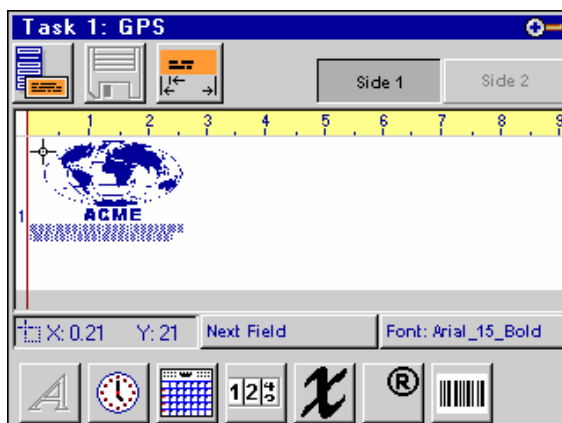 Task 1: GPS
Side 1
Side 2
1 2 3 4 5 6 7 8 9
ACME
1
X: 0.21 Y: 21
Next Field
Font: Arial_15_Bold
A
123
x
®